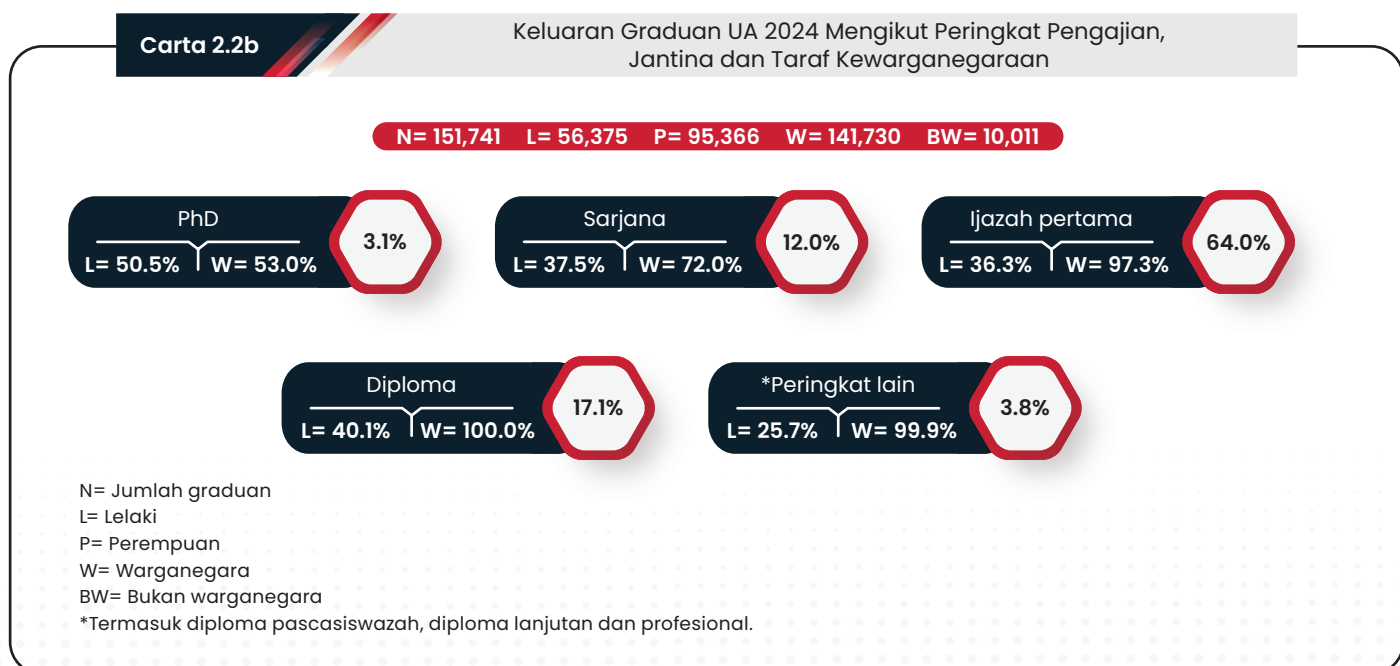 Carta 2.2b
Keluaran Graduan UA 2024 Mengikut Peringkat Pengajian,
Jantina dan Taraf Kewarganegaraan
N= 151,741 L= 56,375 P= 95,366 W= 141,730 BW= 10,011
PhD
L= 50.5% W= 53.0%
3.1%
Sarjana
L= 37.5% W= 72.0%
12.0%
Ijazah pertama
L= 36.3% W= 97.3%
64.0%
Diploma
L= 40.1% W= 100.0%
17.1%
*Peringkat lain
L= 25.7% W= 99.9%
3.8%
N= Jumlah graduan
L= Lelaki
P= Perempuan
W= Warganegara
BW= Bukan warganegara
*Termasuk diploma pascasiswazah, diploma lanjutan dan profesional.